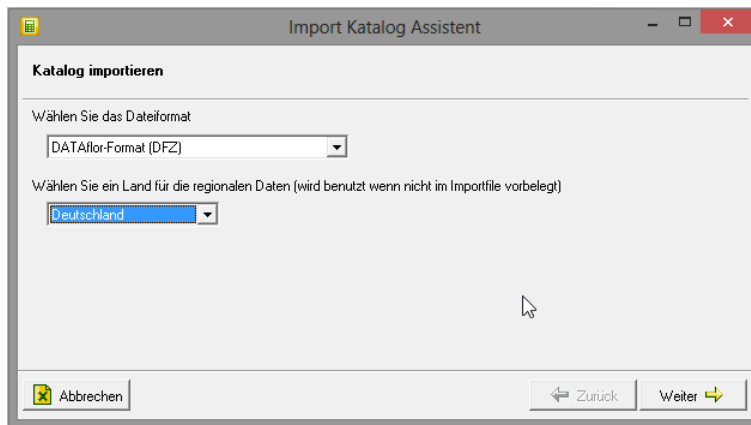 Import Katalog Assistent
Katalog importieren
Wählen Sie das Dateiformat
DATAflor-Format (DFZ)
Wählen Sie ein Land für die regionalen Daten (wird benutzt wenn nicht im Importfile vorbelegt)
Deutschland
Abbrechen
Zurück
Weiter